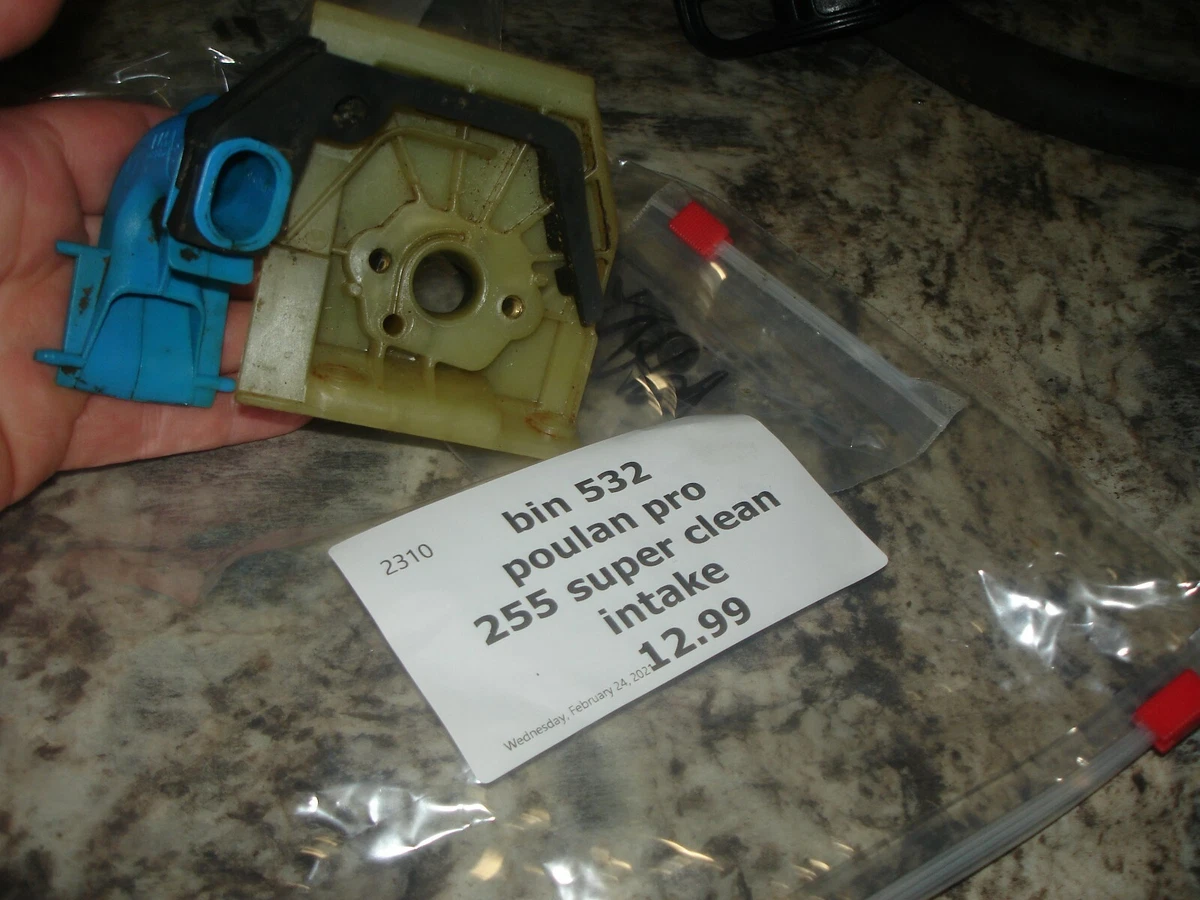 bin 532
2310
poulan pro
255 super clean
intake
12.99
Wednesday, February 24, 2021